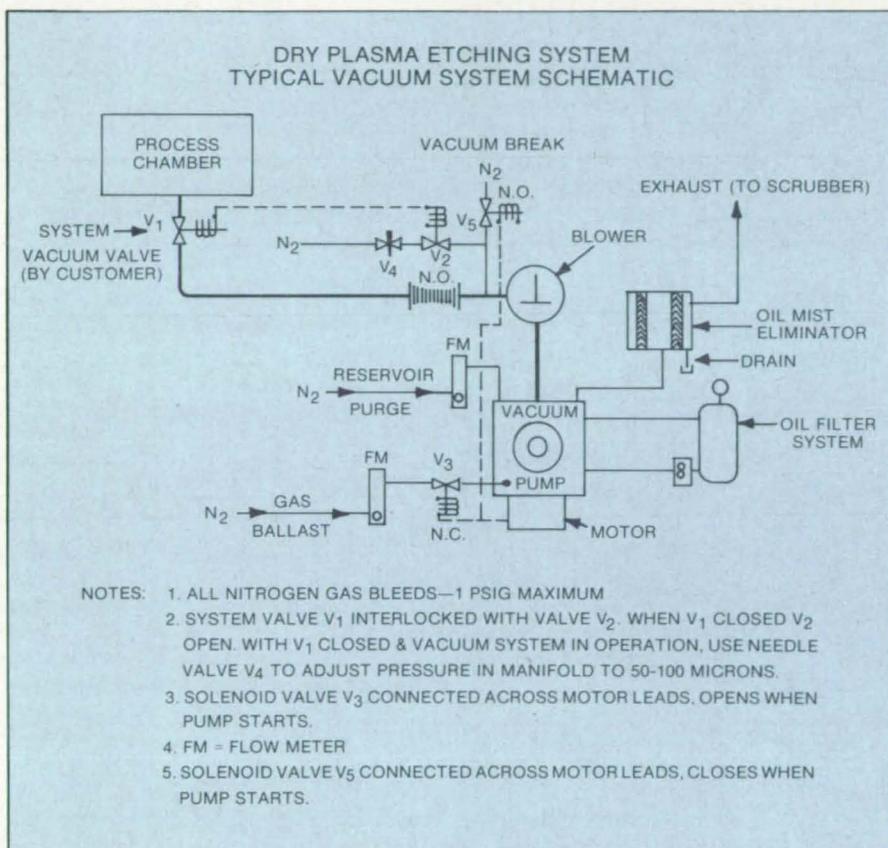 DRY PLASMA ETCHING SYSTEM
TYPICAL VACUUM SYSTEM SCHEMATIC
PROCESS
CHAMBER
VACUUM BREAK
N2
N.O.
EXHAUST (TO SCRUBBER)
SYSTEM
V1
V5
BLOWER
VACUUM VALVE
(BY CUSTOMER)
N2
V4
V2
N.O.
OIL MIST
ELIMINATOR
DRAIN
FM
RESERVOIR
N2
PURGE
VACUUM
PUMP
OIL FILTER
SYSTEM
FM
V3
GAS
N2
BALLAST
N.C.
MOTOR
NOTES: 1. ALL NITROGEN GAS BLEEDS—1 PSIG MAXIMUM
2. SYSTEM VALVE V1 INTERLOCKED WITH VALVE V2. WHEN V1 CLOSED V2
OPEN. WITH V1 CLOSED & VACUUM SYSTEM IN OPERATION, USE NEEDLE
VALVE V4 TO ADJUST PRESSURE IN MANIFOLD TO 50-100 MICRONS.
3. SOLENOID VALVE V3 CONNECTED ACROSS MOTOR LEADS, OPENS WHEN
PUMP STARTS.
4. FM = FLOW METER
5. SOLENOID VALVE V5 CONNECTED ACROSS MOTOR LEADS, CLOSES WHEN
PUMP STARTS.